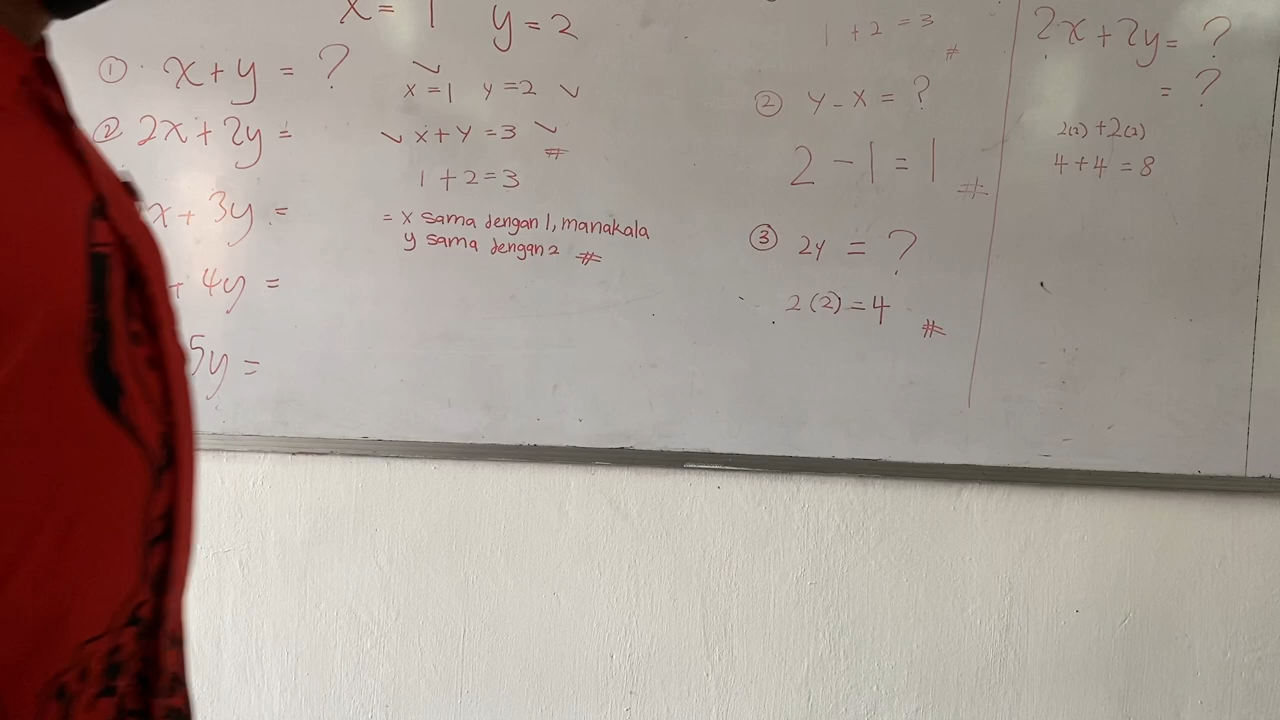 x = 1 y = 2
① x + y = ?
② 2x + 2y =
x + 3y =
+ 4y =
5y =
x = 1 y = 2
x + y = 3
1 + 2 = 3
= x sama dengan 1, manakala
y sama dengan 2 #
1 + 2 = 3 #
② y - x = ?
2 - 1 = 1 #
③ 2y = ?
2 (2) = 4 #
2x + 2y = ?
= ?
2(2) + 2(2)
4 + 4 = 8